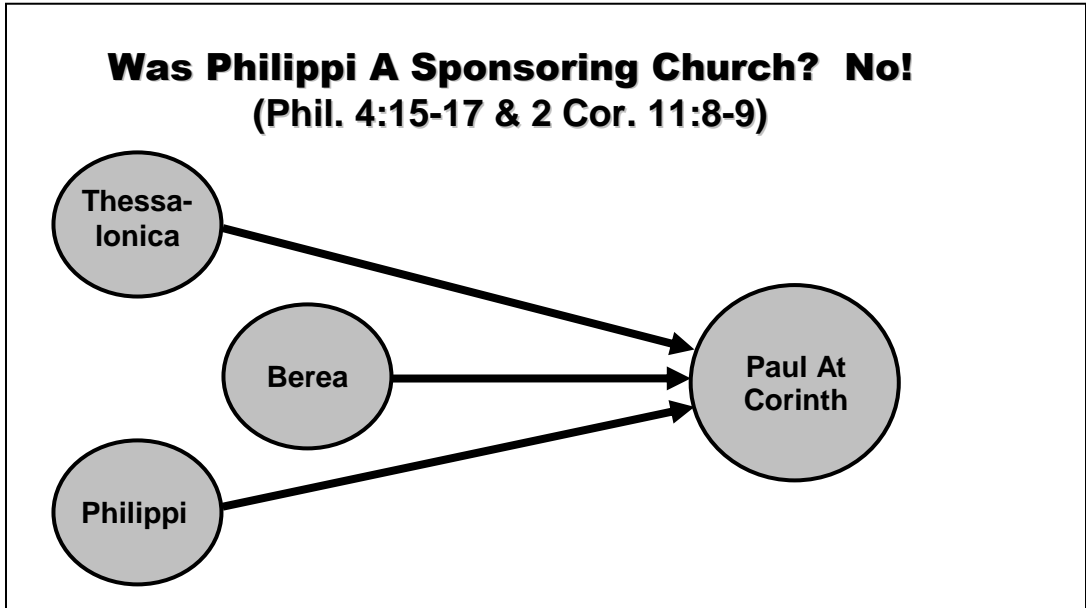 Was Philippi A Sponsoring Church? No!
(Phil. 4:15-17 & 2 Cor. 11:8-9)
Thessa-
lonica
Berea
Philippi
Paul At
Corinth